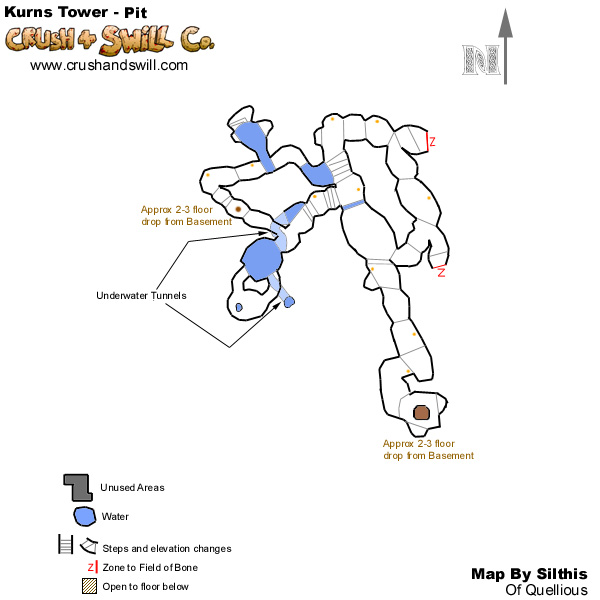 Kurns Tower - Pit
CRUSH & SWILL CO.
www.crushandswill.com
N
Z
Approx 2-3 floor
drop from Basement
Z
Underwater Tunnels
Approx 2-3 floor
drop from Basement
Unused Areas
Water
Steps and elevation changes
Z Zone to Field of Bone
Open to floor below
Map By Silthis
Of Quellious